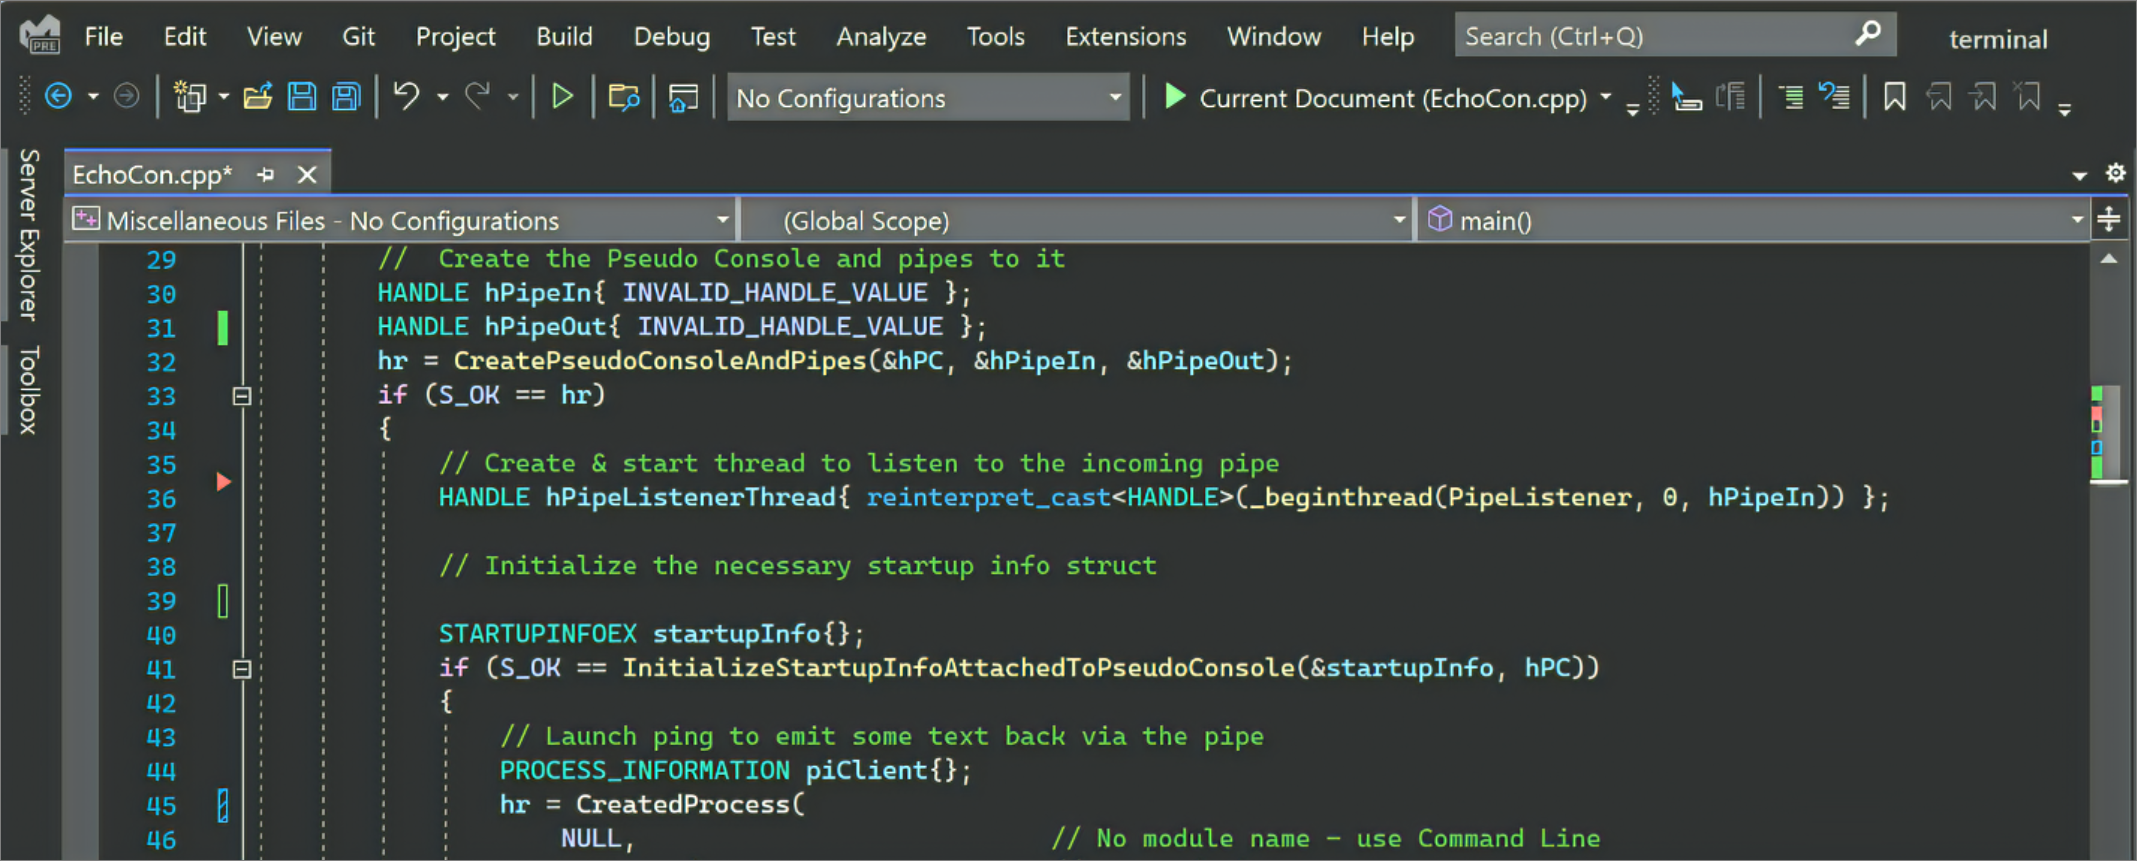 PRE File Edit View Git Project Build Debug Test Analyze Tools Extensions Window Help Search (Ctrl+Q) terminal
No Configurations Current Document (EchoCon.cpp)
Server Explorer
Toolbox
EchoCon.cpp*
Miscellaneous Files - No Configurations (Global Scope) main()
29 //  Create the Pseudo Console and pipes to it
30 HANDLE hPipeIn{ INVALID_HANDLE_VALUE };
31 HANDLE hPipeOut{ INVALID_HANDLE_VALUE };
32 hr = CreatePseudoConsoleAndPipes(&hPC, &hPipeIn, &hPipeOut);
33 if (S_OK == hr)
34 {
35 // Create & start thread to listen to the incoming pipe
36 HANDLE hPipeListenerThread{ reinterpret_cast<HANDLE>(_beginthread(PipeListener, 0, hPipeIn)) };
37
38 // Initialize the necessary startup info struct
39
40 STARTUPINFOEX startupInfo{};
41 if (S_OK == InitializeStartupInfoAttachedToPseudoConsole(&startupInfo, hPC))
42 {
43 // Launch ping to emit some text back via the pipe
44 PROCESS_INFORMATION piClient{};
45 hr = CreatedProcess(
46 NULL, // No module name - use Command Line